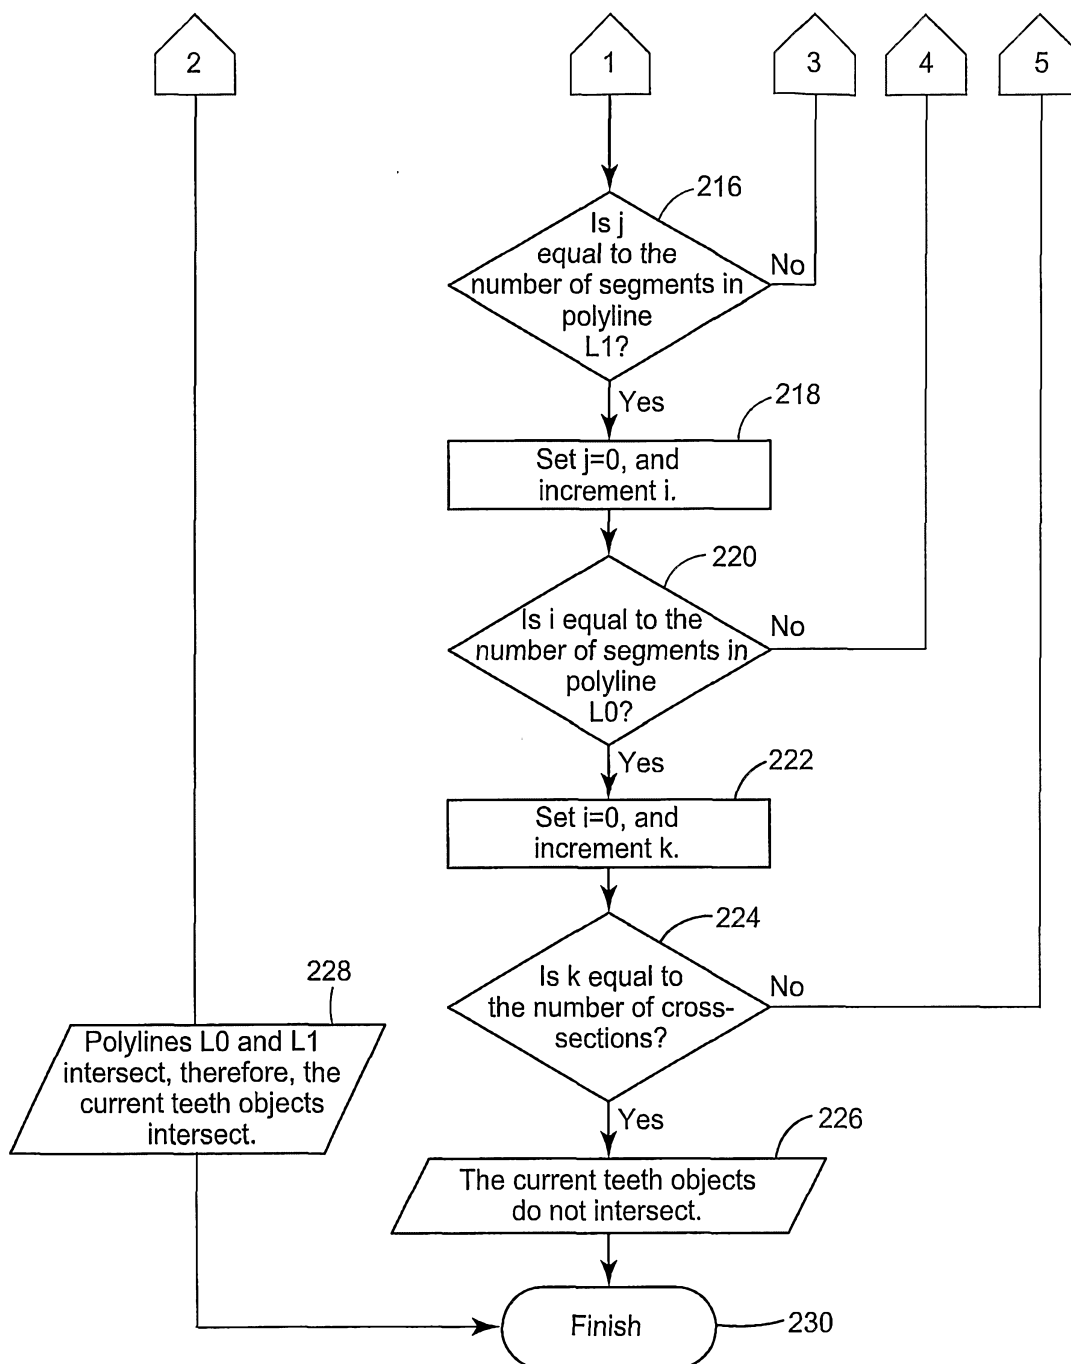 2
1
3
4
5
216
Is j
equal to the
number of segments in
polyline
L1?
No
Yes
218
Set j=0, and
increment i.
220
Is i equal to the
number of segments in
polyline
L0?
No
Yes
222
Set i=0, and
increment k.
224
Is k equal to
the number of cross-
sections?
No
Yes
228
Polylines L0 and L1
intersect, therefore, the
current teeth objects
intersect.
226
The current teeth objects
do not intersect.
Finish
230